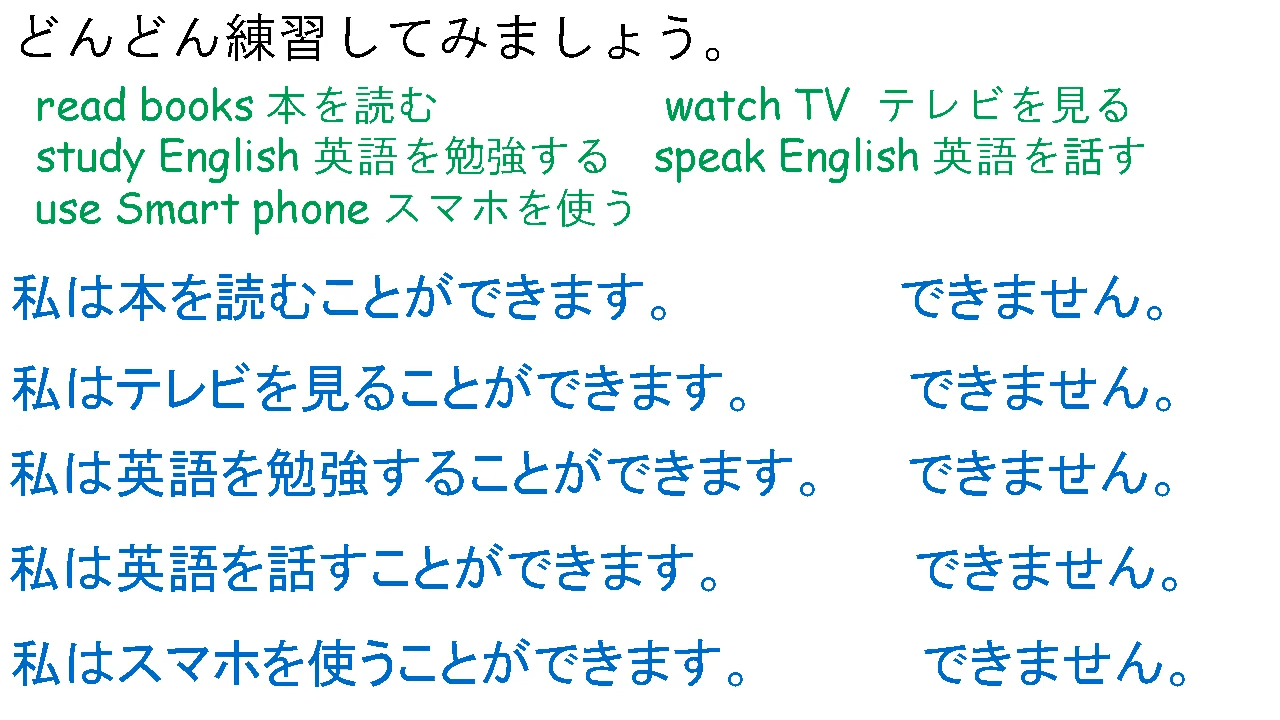 どんどん練習してみましょう。
read books 本を読む watch TV テレビを見る
study English 英語を勉強する speak English 英語を話す
use Smart phone スマホを使う
私は本を読むことができます。 できません。
私はテレビを見ることができます。 できません。
私は英語を勉強することができます。 できません。
私は英語を話すことができます。 できません。
私はスマホを使うことができます。 できません。